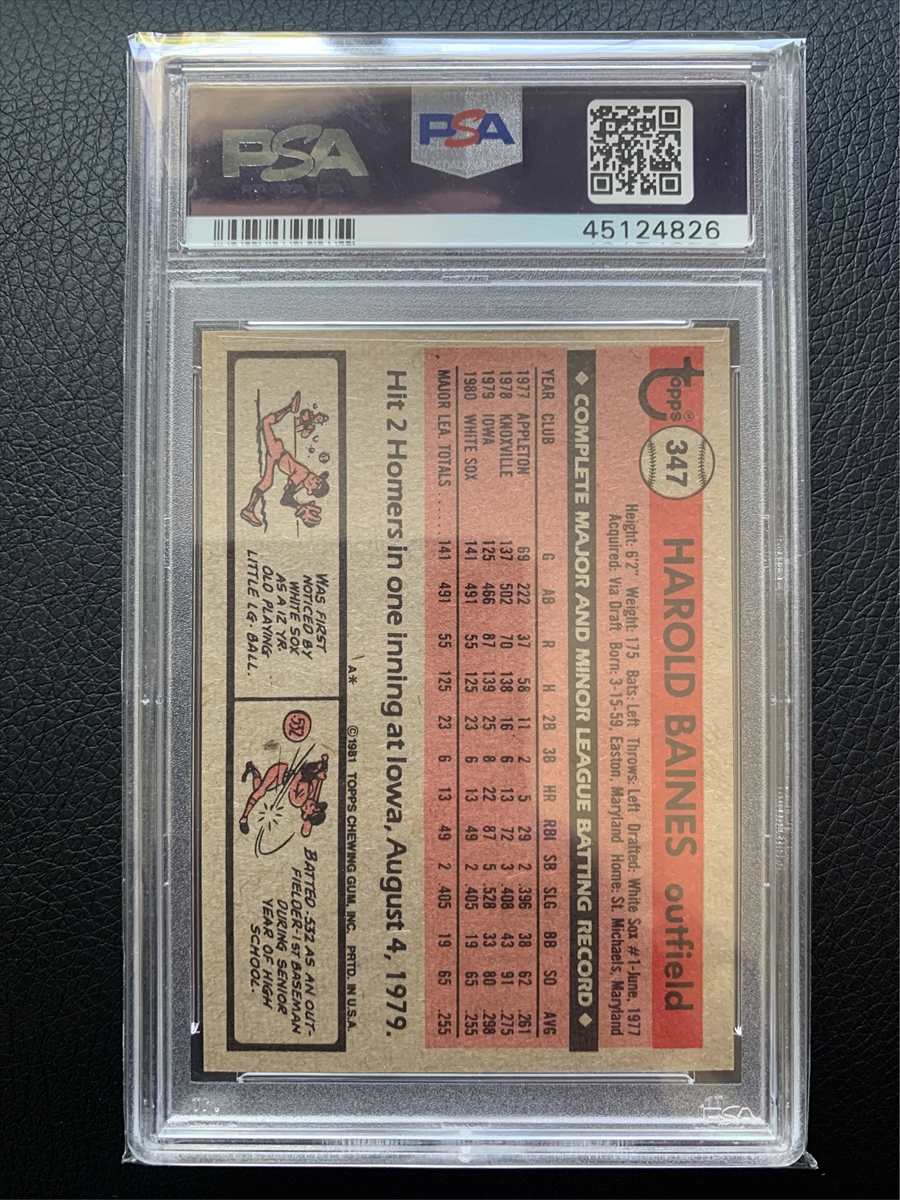 PSA
PSA
45124826
topps®
347
HAROLD BAINES outfield
Height: 6'2" Weight: 175 Bats: Left Throws: Left Drafted: White Sox #1-June, 1977
Acquired: Via Draft Born: 3-15-59, Easton, Maryland Home: St. Michaels, Maryland
◆ COMPLETE MAJOR AND MINOR LEAGUE BATTING RECORD ◆
YEAR CLUB G AB R H 2B 3B HR RBI SB SLG BB SO AVG
1977 APPLETON 69 222 37 58 11 2 5 29 2 .396 38 62 .261
1978 KNOXVILLE 137 502 70 138 16 6 13 72 3 .408 43 91 .275
1979 IOWA 125 466 87 139 25 8 22 87 5 .528 33 80 .298
1980 WHITE SOX 141 491 55 125 23 6 13 49 2 .405 19 65 .255
MAJOR LEA. TOTALS ...... 141 491 55 125 23 6 13 49 2 .405 19 65 .255
Hit 2 Homers in one inning at Iowa, August 4, 1979.
A* ©1981 TOPPS CHEWING GUM, INC. PRTD. IN U.S.A.
WAS FIRST
NOTICED BY
WHITE SOX
AS A 12 YR.
OLD PLAYING
LITTLE LG. BALL.
.532
BATTED .532 AS AN OUT-
FIELDER-1ST BASEMAN
DURING SENIOR
YEAR OF HIGH
SCHOOL.
PSA